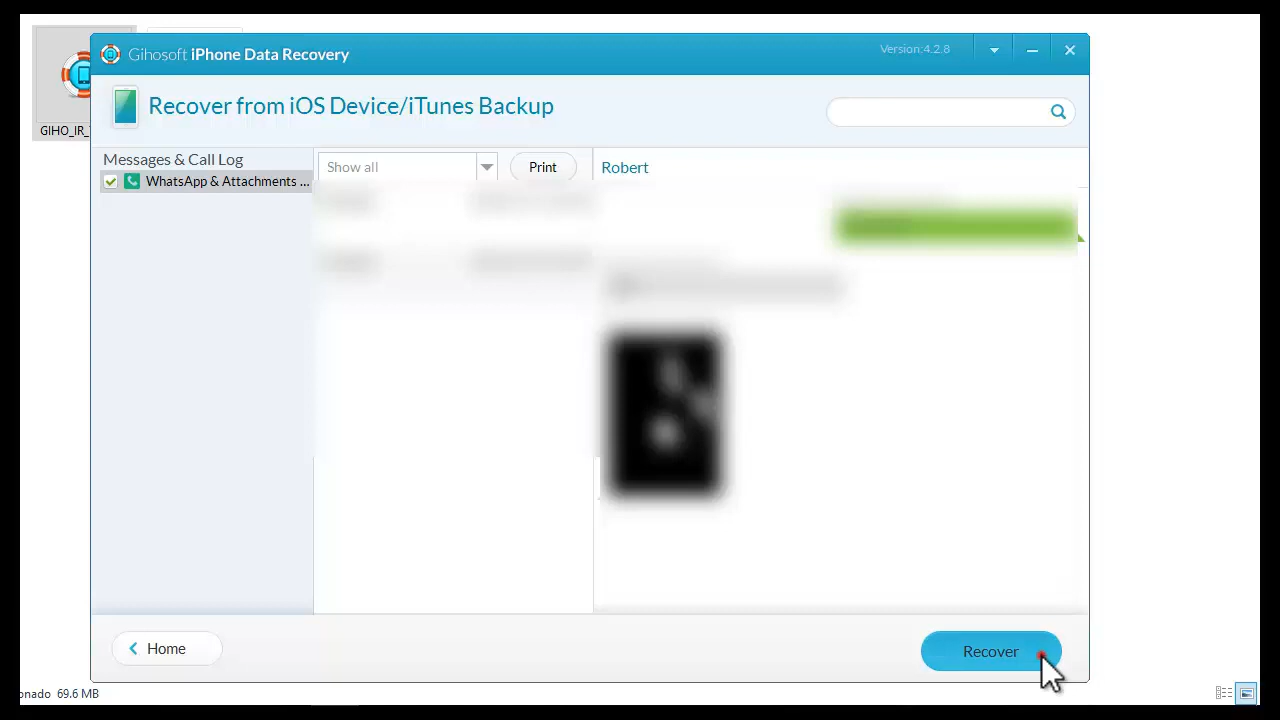 Gihosoft iPhone Data Recovery
Version:4.2.8
Recover from iOS Device/iTunes Backup
GIHO_IR_
Messages & Call Log
Show all
Print
Robert
WhatsApp & Attachments ...
Home
Recover
onado 69.6 MB